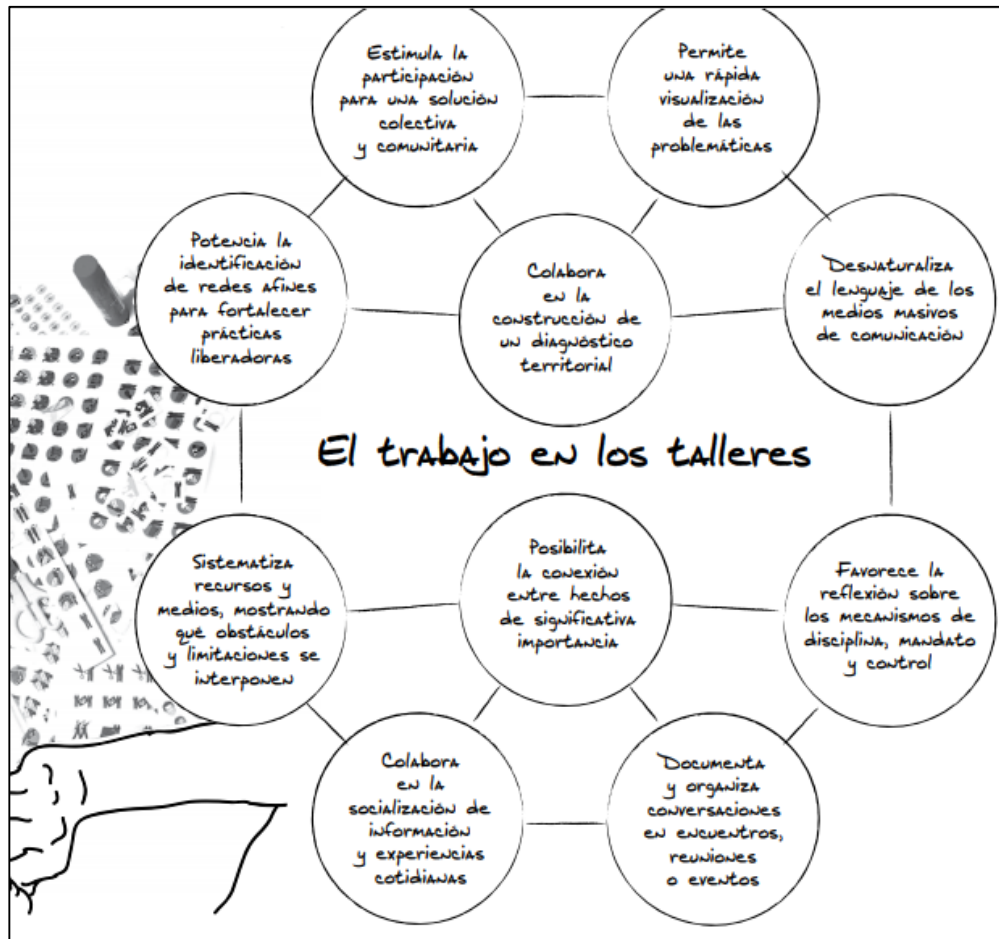 Estimula la
participación
para una solución
colectiva
y comunitaria
Permite
una rápida
visualización
de las
problemáticas
Potencia la
identificación
de redes afines
para fortalecer
prácticas
liberadoras
Colabora
en la
construcción de
un diagnóstico
territorial
Desnaturaliza
el lenguaje de los
medios masivos
de comunicación
El trabajo en los talleres
Sistematiza
recursos y
medios, mostrando
qué obstáculos
y limitaciones se
interponen
Posibilita
la conexión
entre hechos
de significativa
importancia
Favorece la
reflexión sobre
los mecanismos de
disciplina, mandato
y control
Colabora
en la
socialización de
información
y experiencias
cotidianas
Documenta
y organiza
conversaciones
en encuentros,
reuniones
o eventos